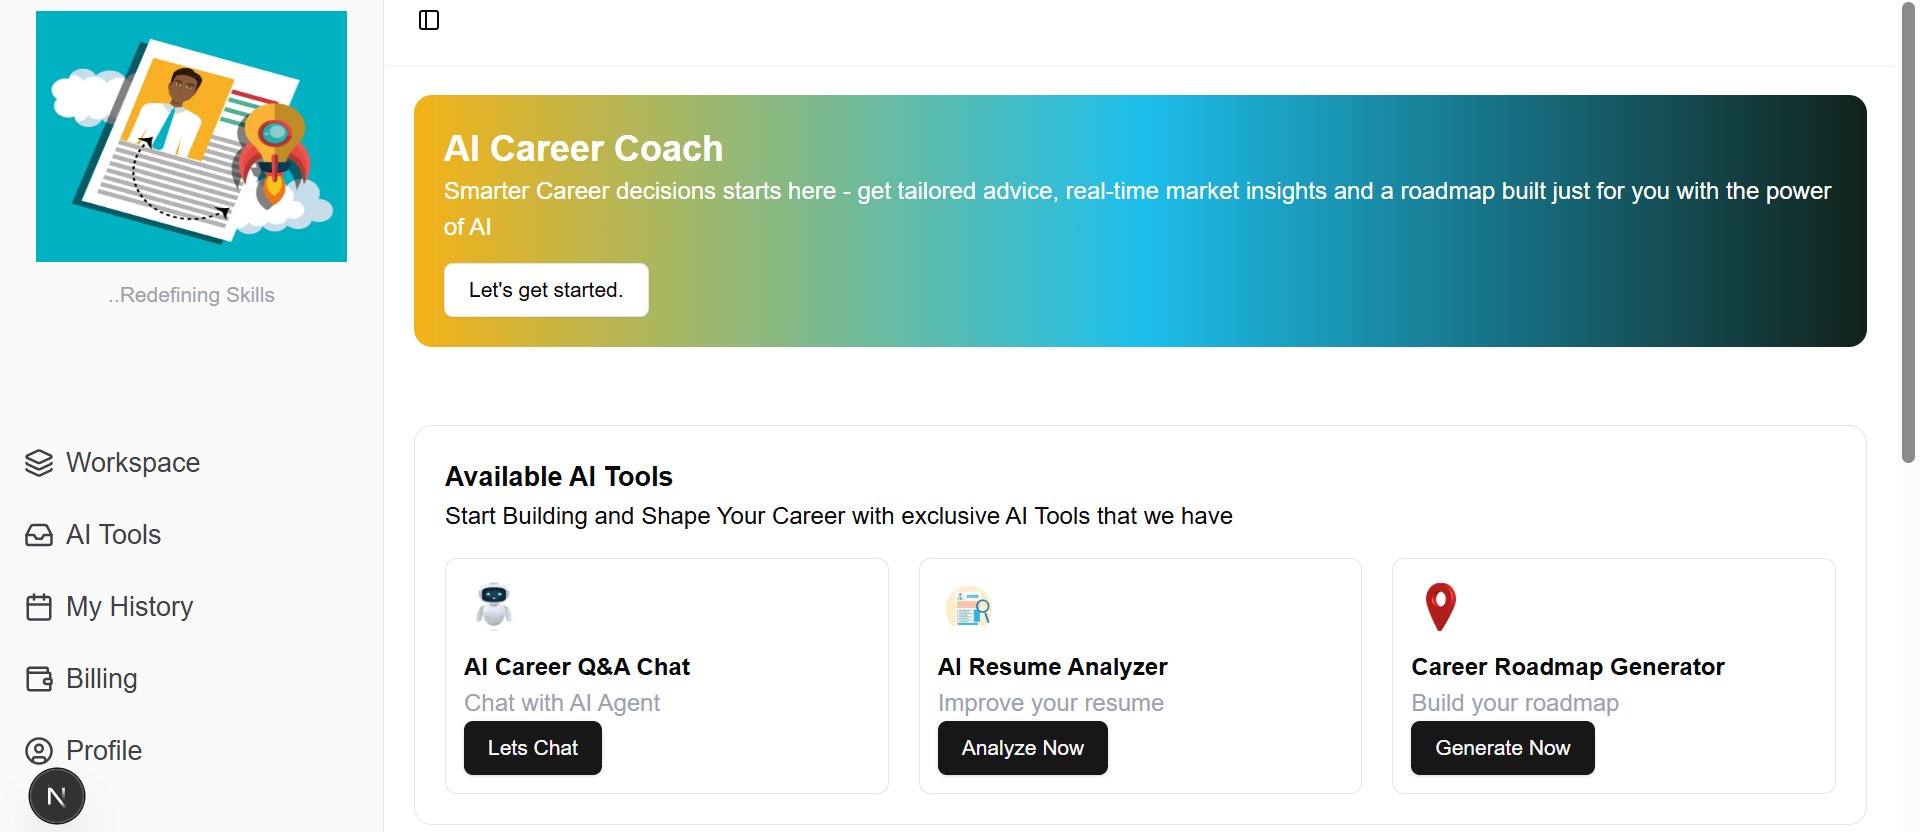 ..Redefining Skills
Workspace
AI Tools
My History
Billing
Profile
N
AI Career Coach
Smarter Career decisions starts here - get tailored advice, real-time market insights and a roadmap built just for you with the power
of AI
Let's get started.
Available AI Tools
Start Building and Shape Your Career with exclusive AI Tools that we have
AI Career Q&A Chat
Chat with AI Agent
Lets Chat
AI Resume Analyzer
Improve your resume
Analyze Now
Career Roadmap Generator
Build your roadmap
Generate Now